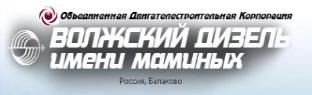 Объединенная Двигателестроительная Корпорация
ВОЛЖСКИЙ ДИЗЕЛЬ
ИМЕНИ МАМИНЫХ
Россия, Балаково